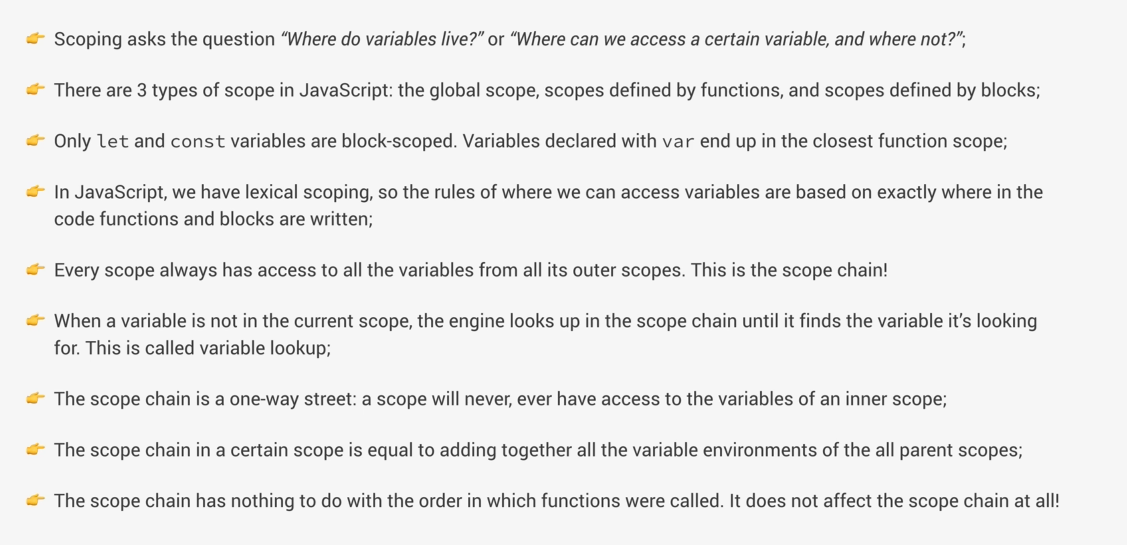 👉 Scoping asks the question “Where do variables live?” or “Where can we access a certain variable, and where not?”;
👉 There are 3 types of scope in JavaScript: the global scope, scopes defined by functions, and scopes defined by blocks;
👉 Only let and const variables are block-scoped. Variables declared with var end up in the closest function scope;
👉 In JavaScript, we have lexical scoping, so the rules of where we can access variables are based on exactly where in the
code functions and blocks are written;
👉 Every scope always has access to all the variables from all its outer scopes. This is the scope chain!
👉 When a variable is not in the current scope, the engine looks up in the scope chain until it finds the variable it’s looking
for. This is called variable lookup;
👉 The scope chain is a one-way street: a scope will never, ever have access to the variables of an inner scope;
👉 The scope chain in a certain scope is equal to adding together all the variable environments of the all parent scopes;
👉 The scope chain has nothing to do with the order in which functions were called. It does not affect the scope chain at all!